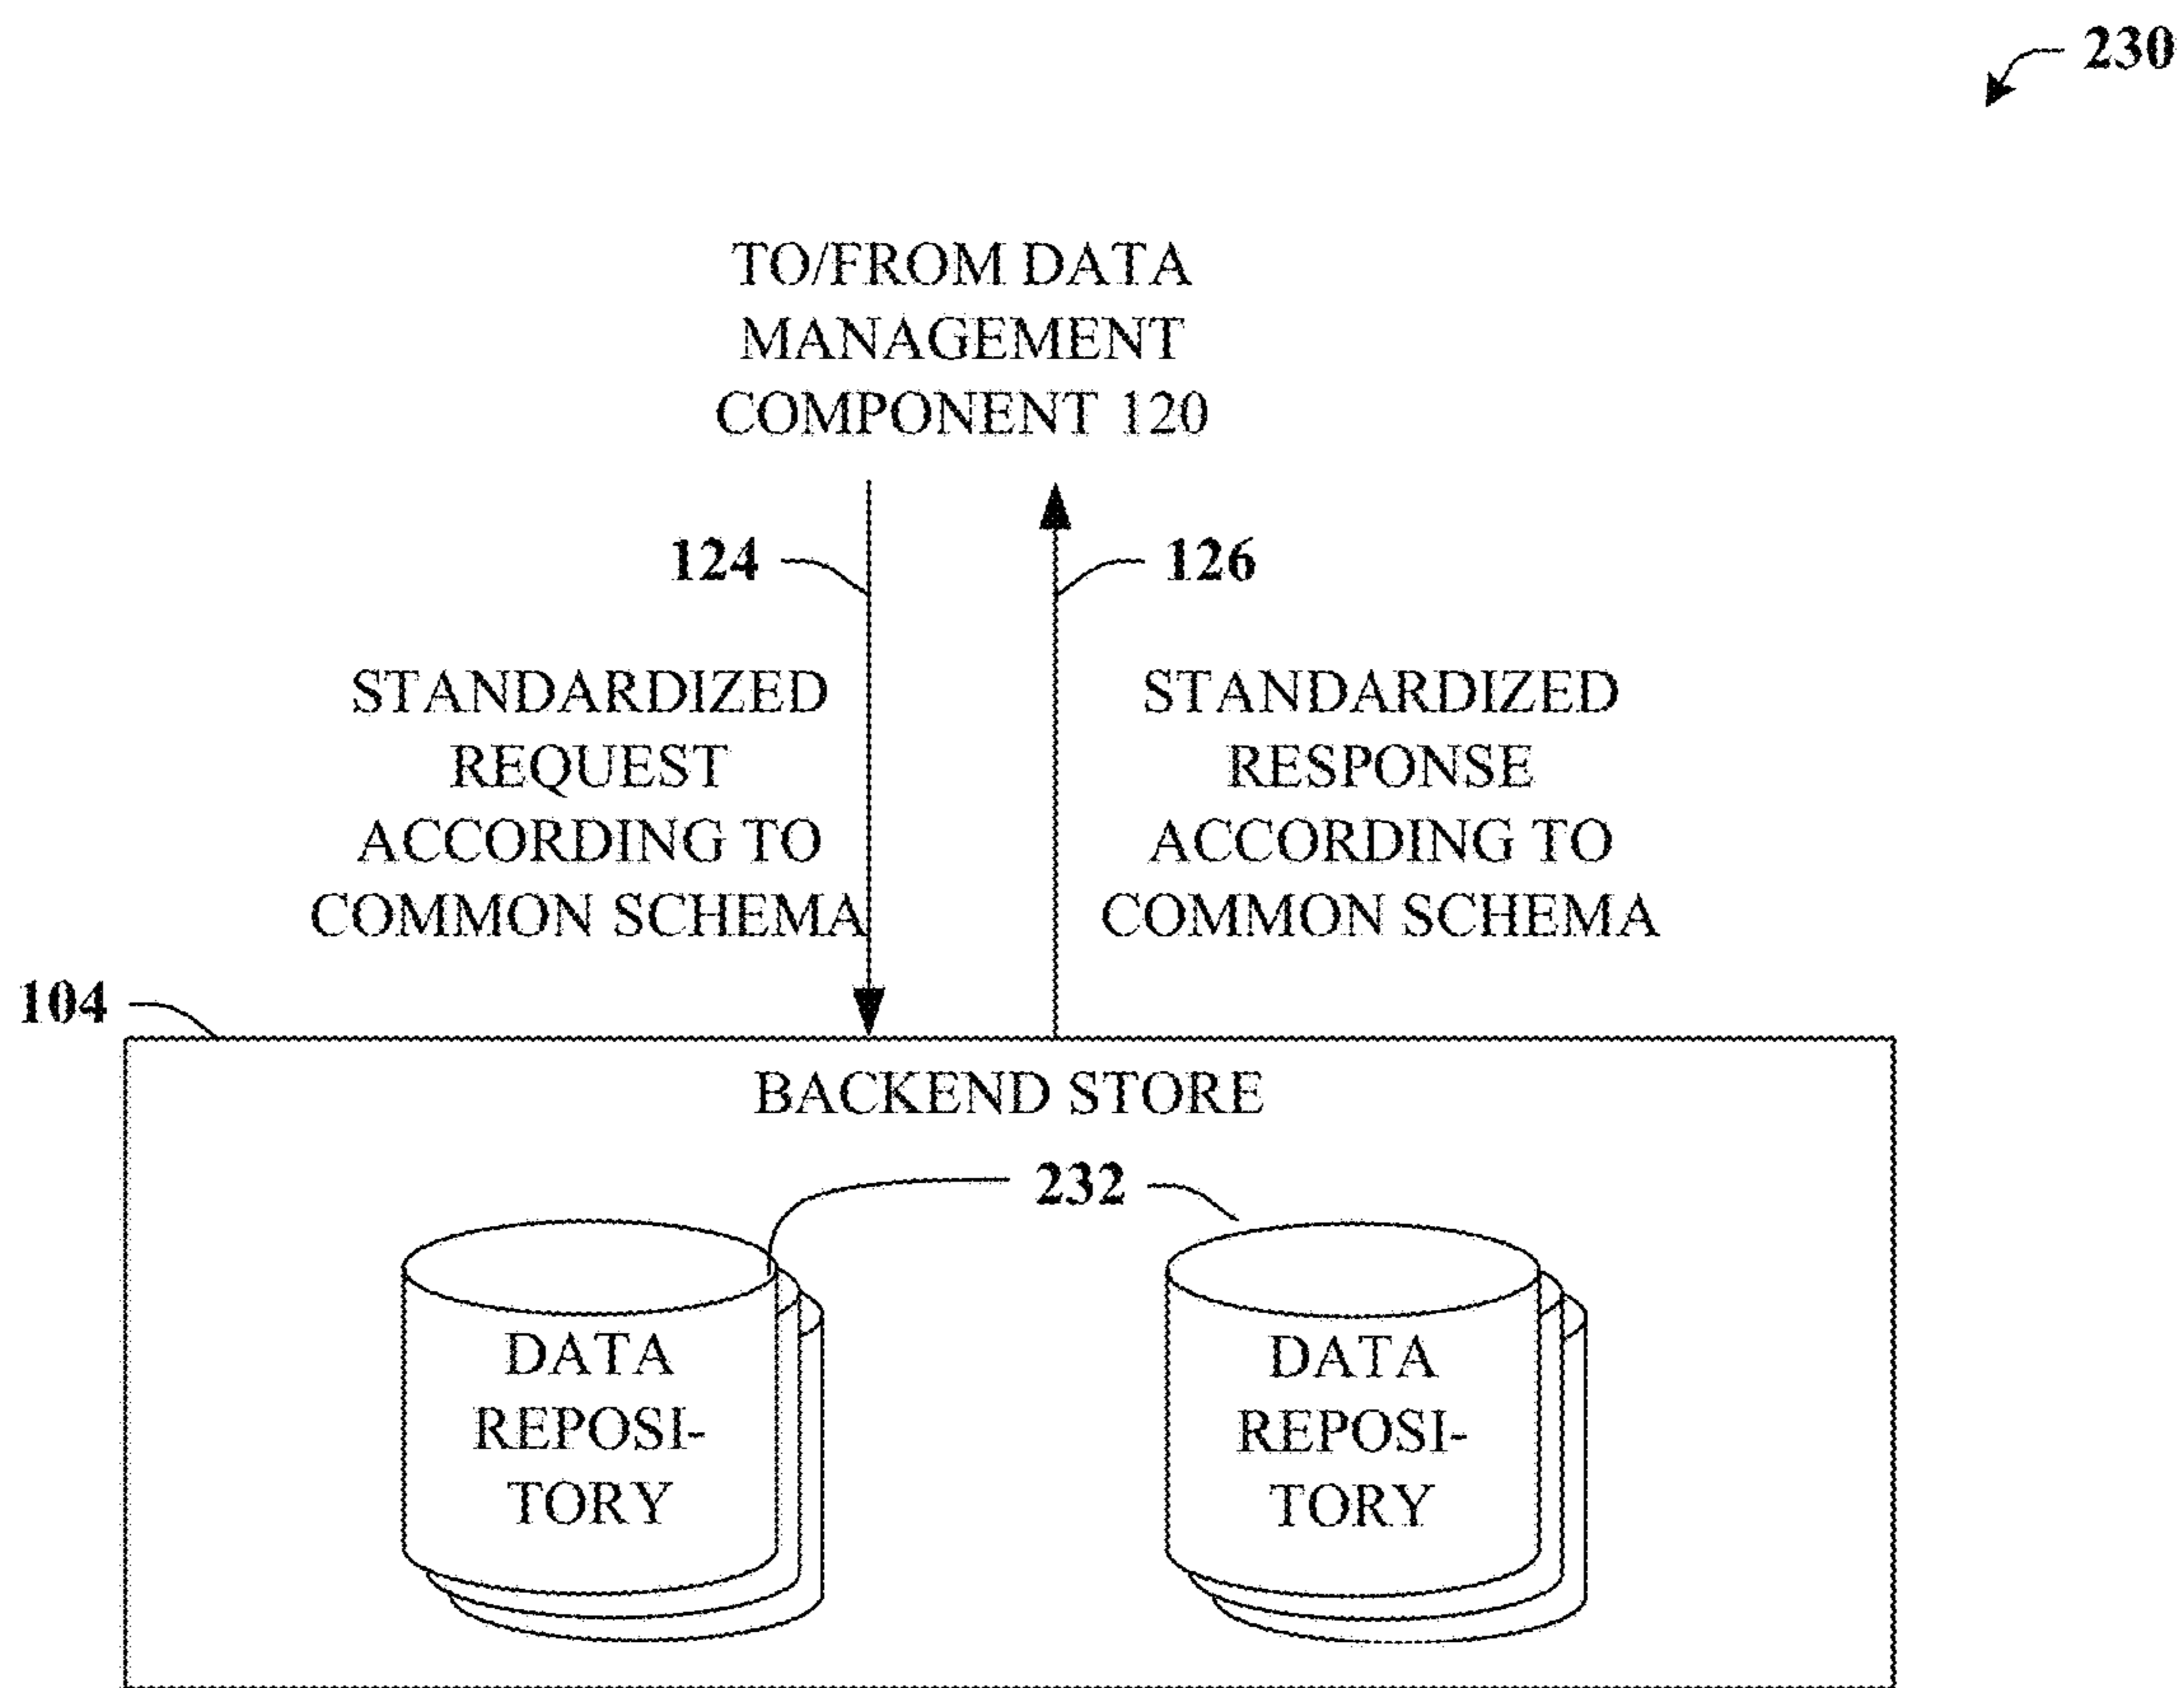 230
TO/FROM DATA
MANAGEMENT
COMPONENT 120
124
126
STANDARDIZED
REQUEST
ACCORDING TO
COMMON SCHEMA
STANDARDIZED
RESPONSE
ACCORDING TO
COMMON SCHEMA
104
BACKEND STORE
232
DATA
REPOSI-
TORY
DATA
REPOSI-
TORY